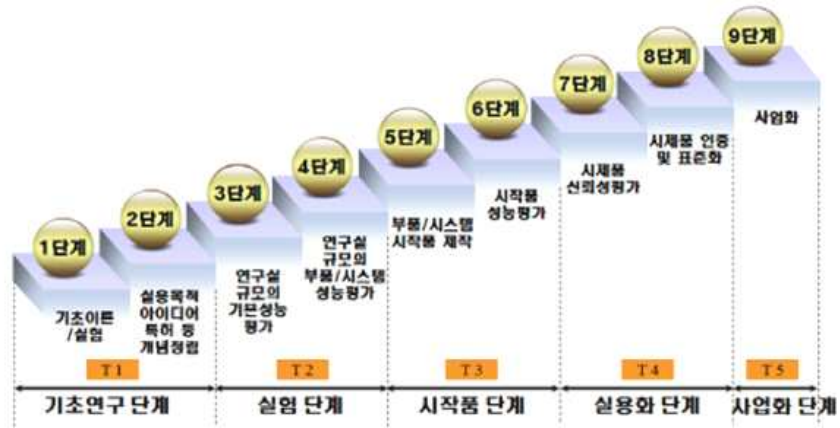 1단계
2단계
3단계
4단계
5단계
6단계
7단계
8단계
9단계
기초이론
/실험
실용목적
아이디어
특허 등
개념정립
연구실
규모의
기본성능
평가
연구실
규모의
부품/시스템
성능평가
부품/시스템
시작품 제작
시작품
성능평가
시제품
신뢰성평가
시제품 인증
및 표준화
사업화
T1
T2
T3
T4
T5
기초연구 단계
실험 단계
시작품 단계
실용화 단계
사업화 단계